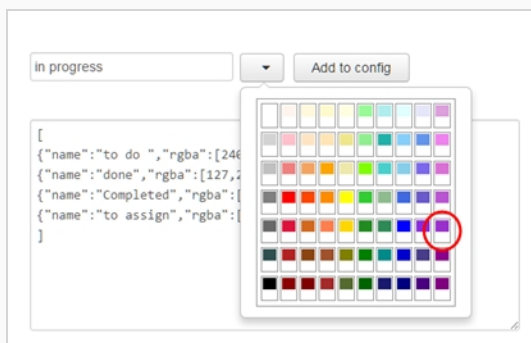 in progress
Add to config
[
{"name":"to do ","rgba":[246
{"name":"done","rgba":[127,2
{"name":"Completed","rgba":[
{"name":"to assign","rgba":[
]